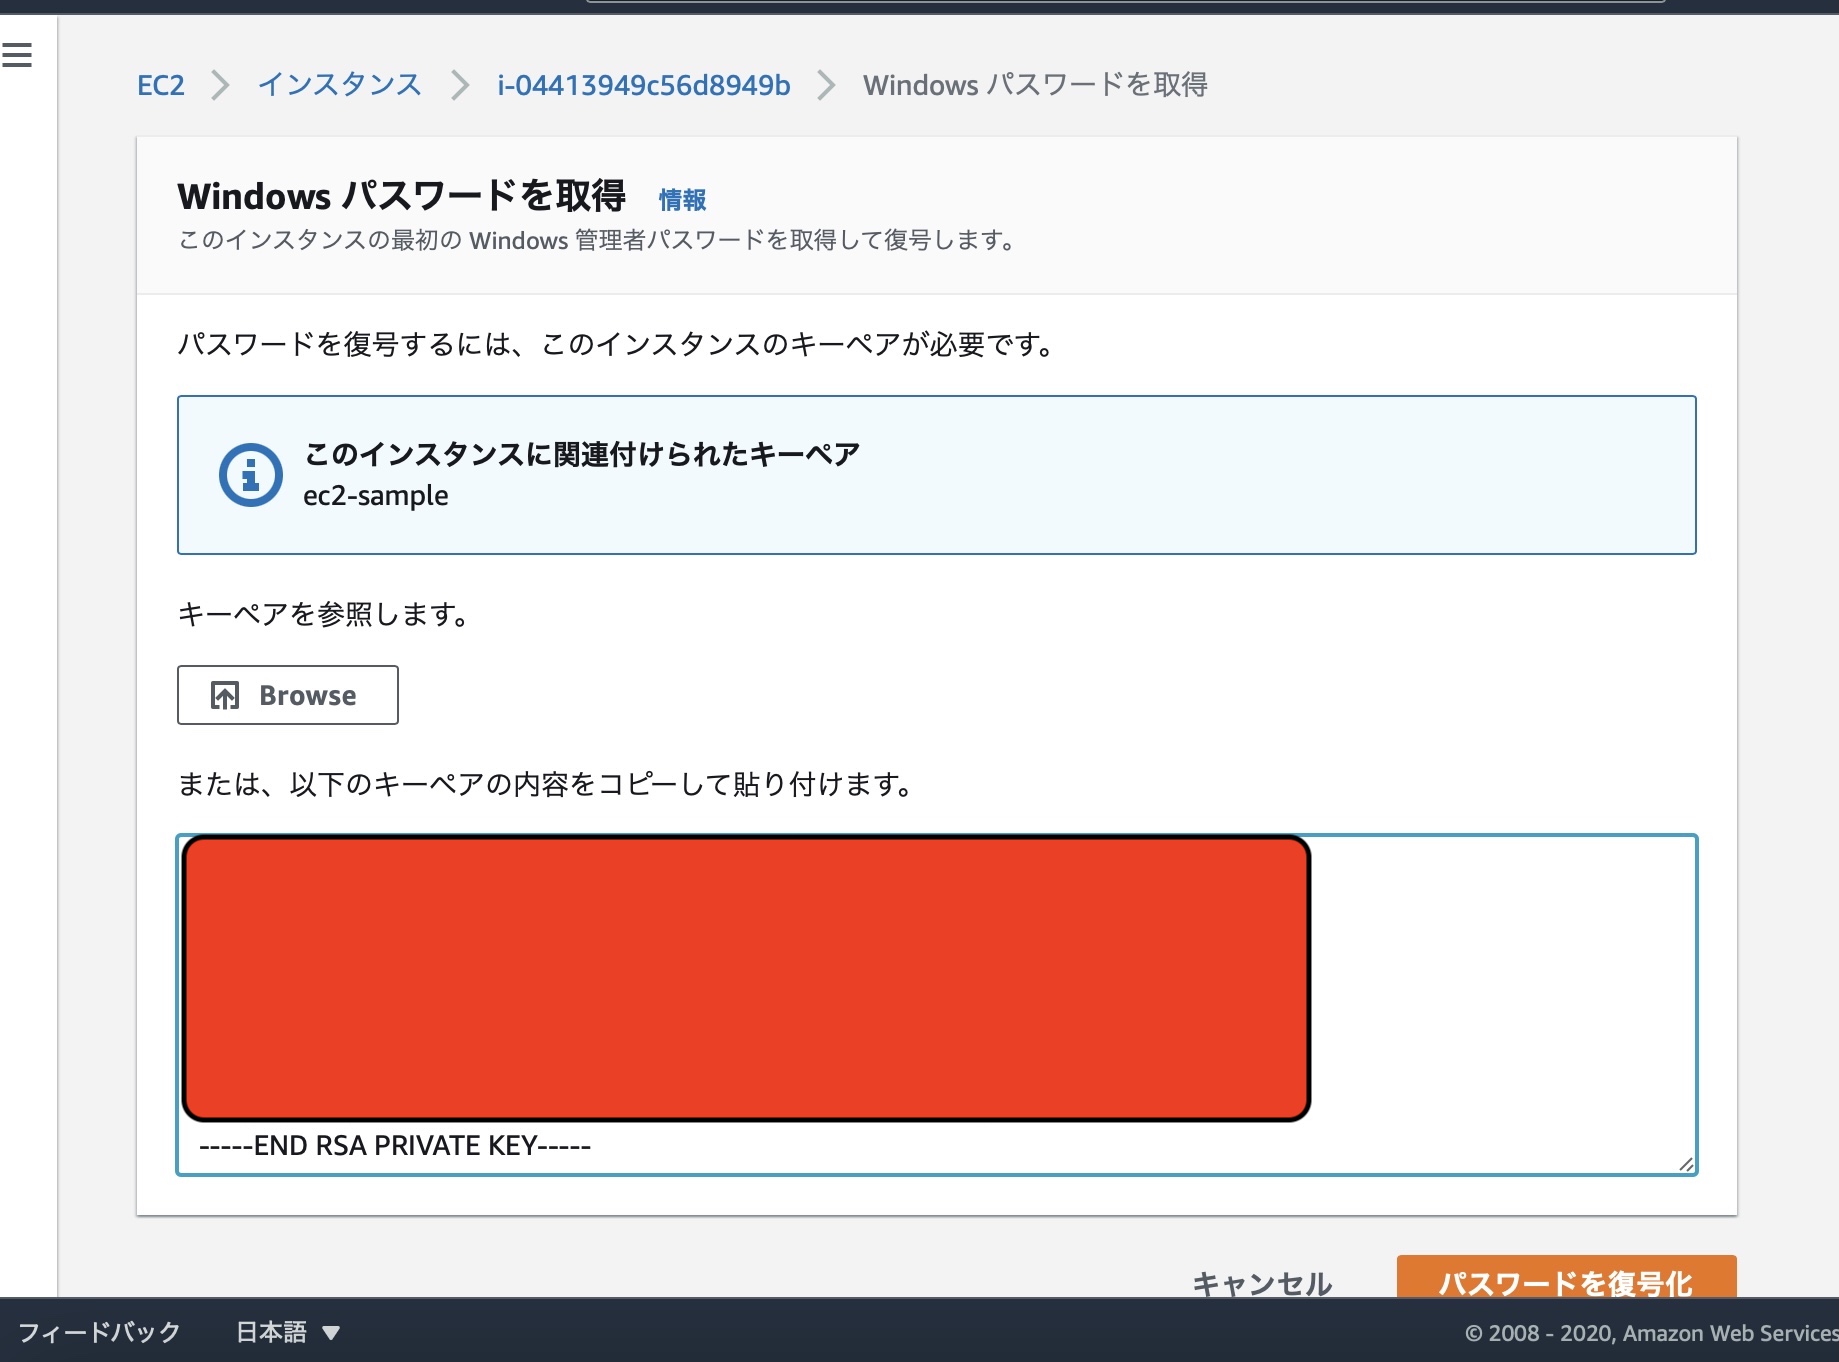 EC2 > インスタンス > i-04413949c56d8949b > Windows パスワードを取得
Windows パスワードを取得 情報
このインスタンスの最初の Windows 管理者パスワードを取得して復号します。
パスワードを復号するには、このインスタンスのキーペアが必要です。
このインスタンスに関連付けられたキーペア
ec2-sample
キーペアを参照します。
Browse
または、以下のキーペアの内容をコピーして貼り付けます。
-----END RSA PRIVATE KEY-----
キャンセル パスワードを復号化
フィードバック 日本語 ▼ © 2008 - 2020, Amazon Web Services